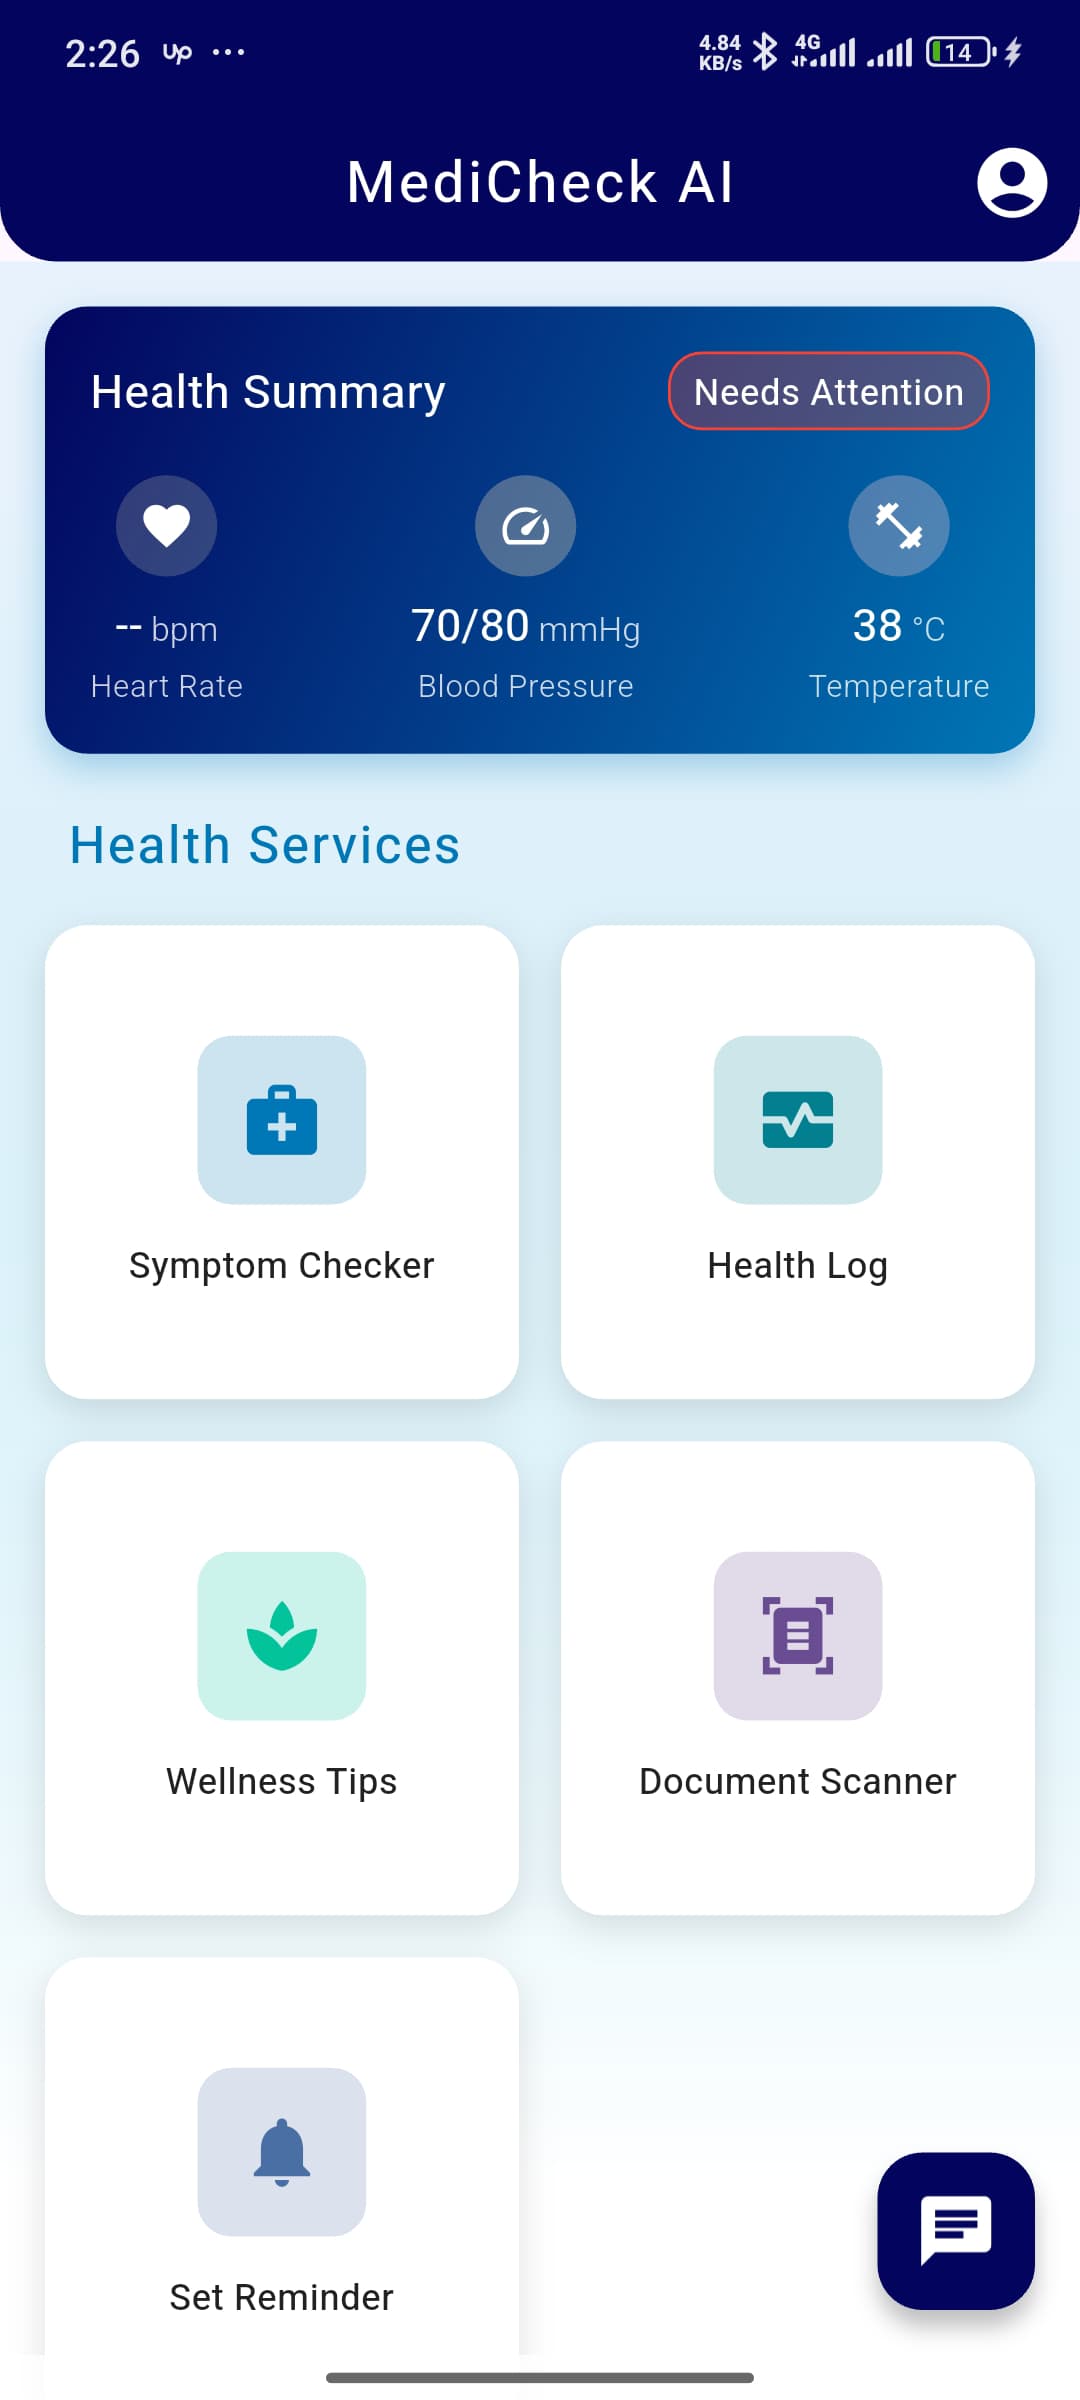 2:26 up ...
4.84 KB/s 4G 14
MediCheck AI
Health Summary
Needs Attention
-- bpm
70/80 mmHg
38 °C
Heart Rate
Blood Pressure
Temperature
Health Services
Symptom Checker
Health Log
Wellness Tips
Document Scanner
Set Reminder